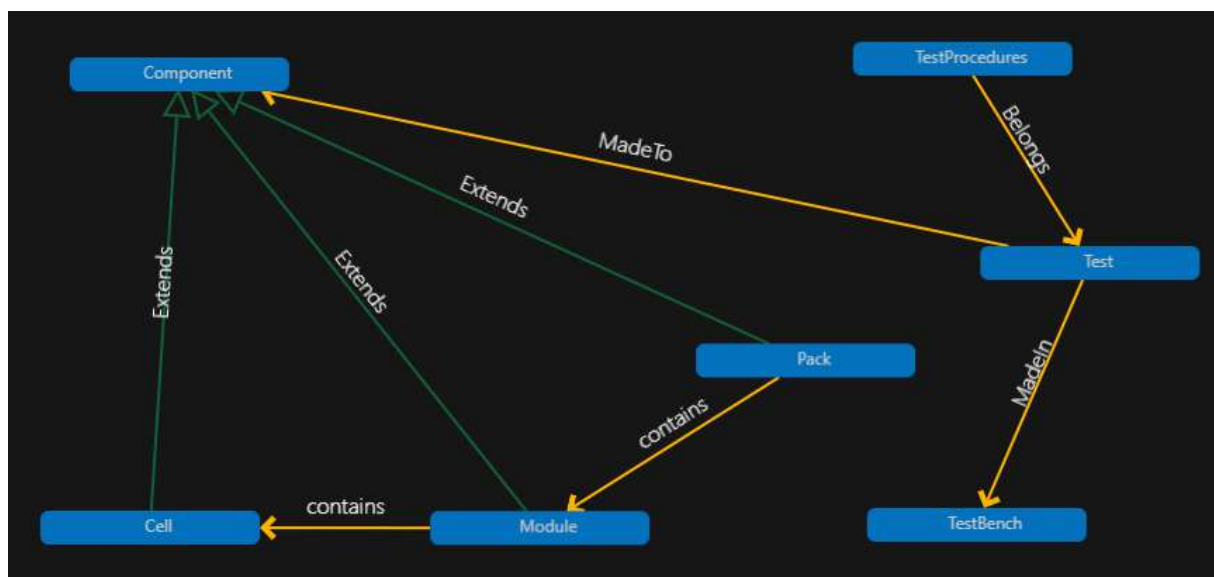 TestProcedures
Component
Belongs
MadeTo
Extends
Test
Extends
Extends
Pack
MadeIn
contains
contains
Cell
Module
TestBench